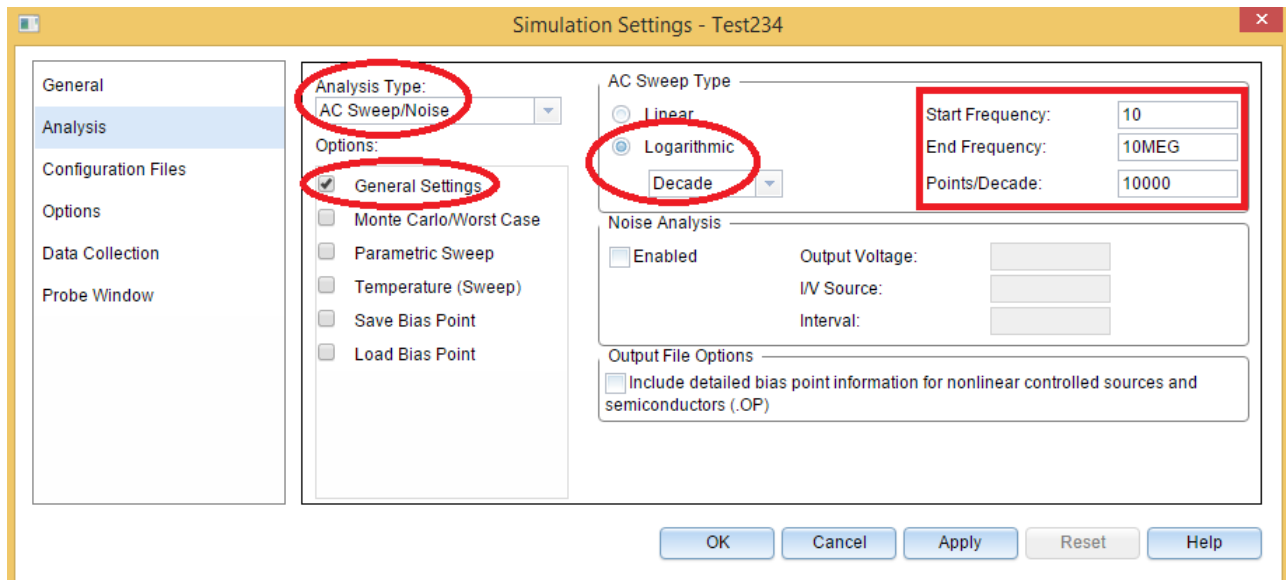 Simulation Settings - Test234
General
Analysis
Configuration Files
Options
Data Collection
Probe Window
Analysis Type:
AC Sweep/Noise
Options:
General Settings
Monte Carlo/Worst Case
Parametric Sweep
Temperature (Sweep)
Save Bias Point
Load Bias Point
AC Sweep Type
Linear
Logarithmic
Decade
Start Frequency: 10
End Frequency: 10MEG
Points/Decade: 10000
Noise Analysis
Enabled
Output Voltage:
I/V Source:
Interval:
Output File Options
Include detailed bias point information for nonlinear controlled sources and
semiconductors (.OP)
OK Cancel Apply Reset Help